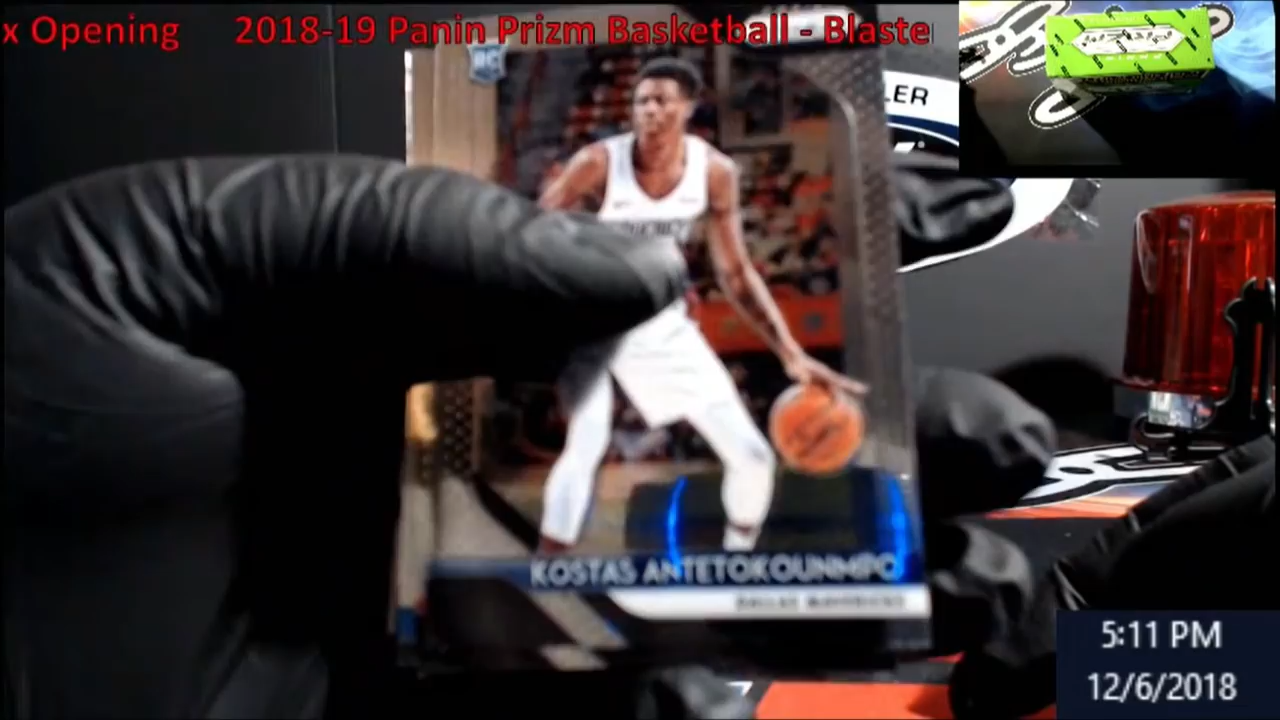 x Opening 2018-19 Panin Prizm Basketball - Blaste
RC
LER
KOSTAS ANTETOKOUNMPO
DALLAS MAVERICKS
5:11 PM
12/6/2018